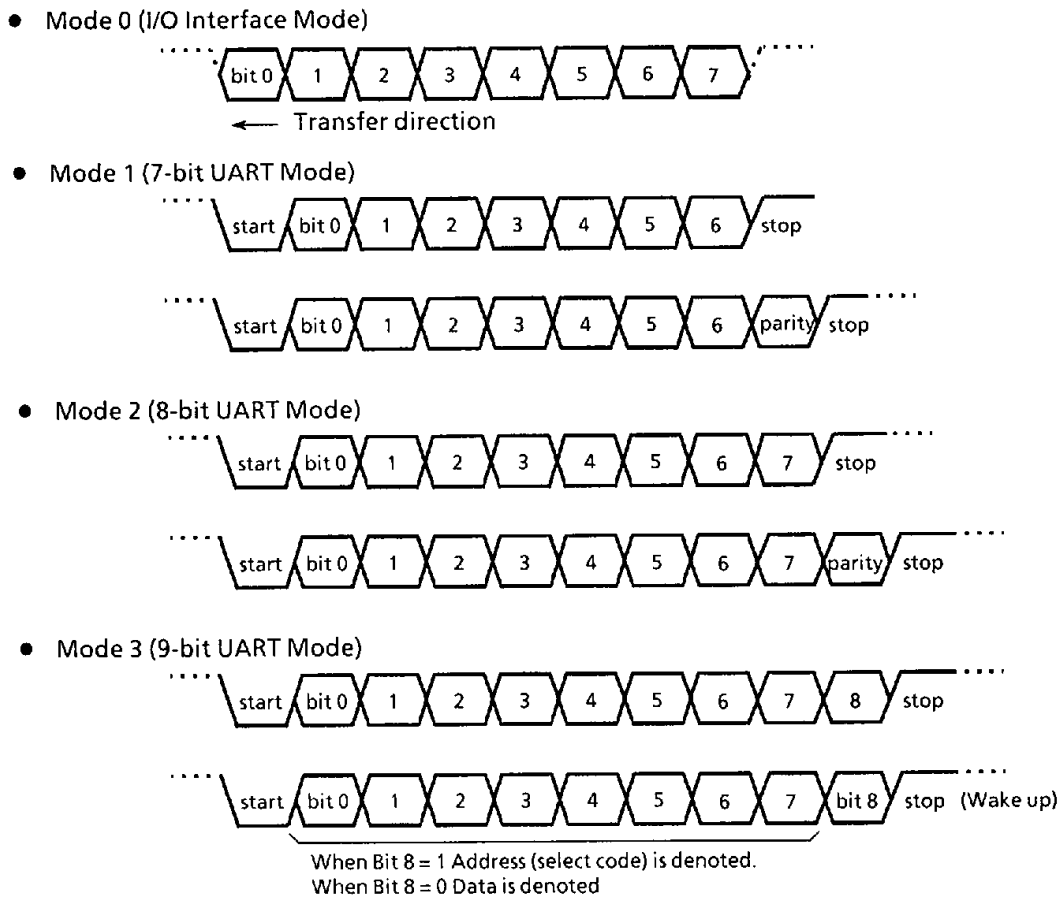 ● Mode 0 (I/O Interface Mode)
bit 0 1 2 3 4 5 6 7
← Transfer direction
● Mode 1 (7-bit UART Mode)
start bit 0 1 2 3 4 5 6 stop
start bit 0 1 2 3 4 5 6 parity stop
● Mode 2 (8-bit UART Mode)
start bit 0 1 2 3 4 5 6 7 stop
start bit 0 1 2 3 4 5 6 7 parity stop
● Mode 3 (9-bit UART Mode)
start bit 0 1 2 3 4 5 6 7 8 stop
start bit 0 1 2 3 4 5 6 7 bit 8 stop (Wake up)
When Bit 8 = 1 Address (select code) is denoted.
When Bit 8 = 0 Data is denoted